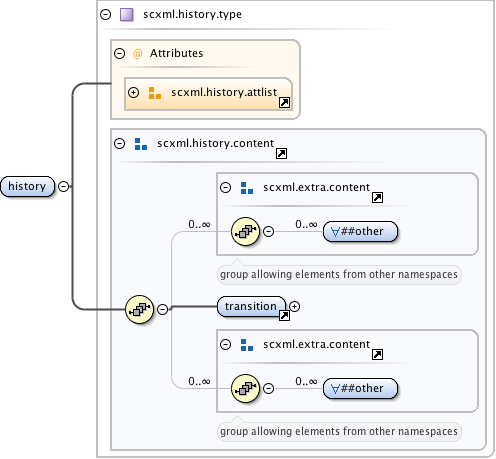 scxml.history.type
@ Attributes
scxml.history.attlist
scxml.history.content
scxml.extra.content
history
0..∞ 0..∞ ∀##other
group allowing elements from other namespaces
transition
scxml.extra.content
0..∞ 0..∞ ∀##other
group allowing elements from other namespaces